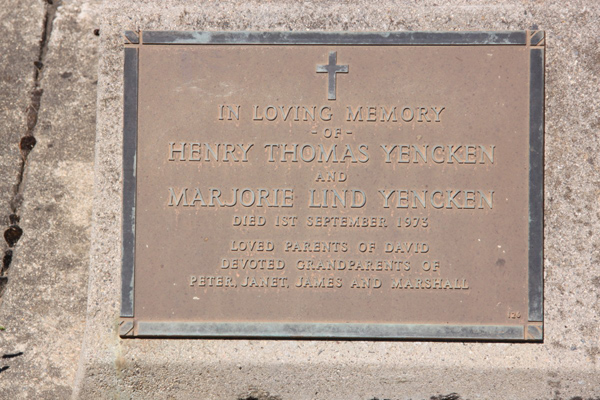 IN LOVING MEMORY
- OF -
HENRY THOMAS YENCKEN
AND
MARJORIE LIND YENCKEN
DIED 1ST SEPTEMBER 1973
LOVED PARENTS OF DAVID
DEVOTED GRANDPARENTS OF
PETER, JANET, JAMES AND MARSHALL